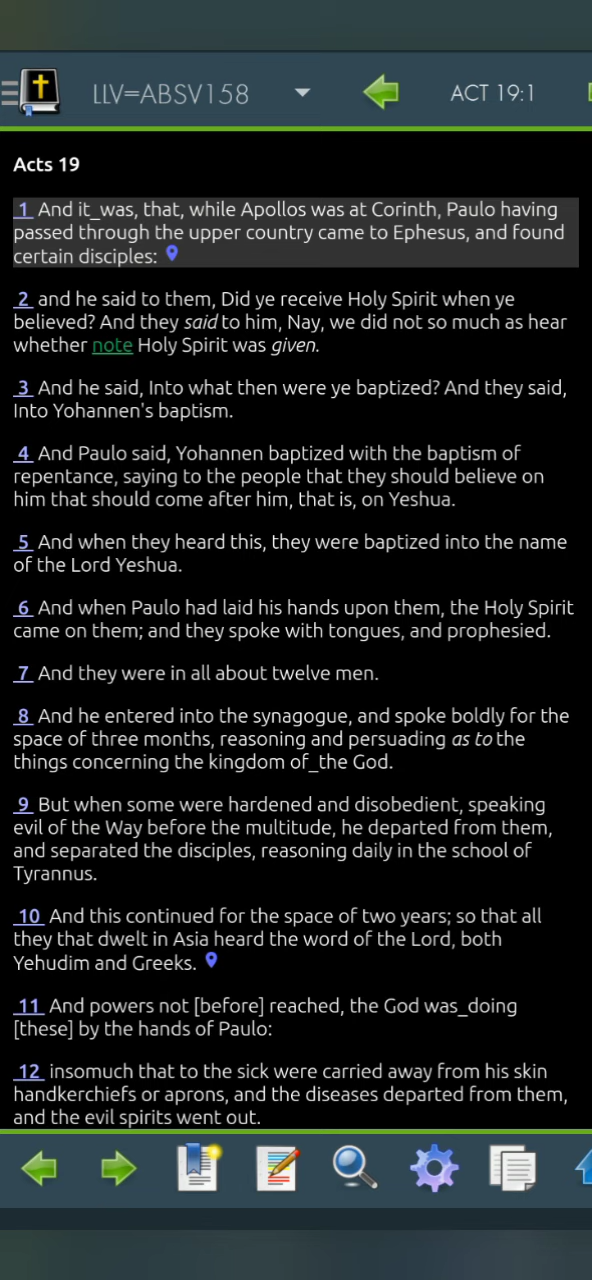 LLV=ABSV158
ACT 19:1
Acts 19
1 And it_was, that, while Apollos was at Corinth, Paulo having
passed through the upper country came to Ephesus, and found
certain disciples:
2 and he said to them, Did ye receive Holy Spirit when ye
believed? And they said to him, Nay, we did not so much as hear
whether note Holy Spirit was given.
3 And he said, Into what then were ye baptized? And they said,
Into Yohannen's baptism.
4 And Paulo said, Yohannen baptized with the baptism of
repentance, saying to the people that they should believe on
him that should come after him, that is, on Yeshua.
5 And when they heard this, they were baptized into the name
of the Lord Yeshua.
6 And when Paulo had laid his hands upon them, the Holy Spirit
came on them; and they spoke with tongues, and prophesied.
7 And they were in all about twelve men.
8 And he entered into the synagogue, and spoke boldly for the
space of three months, reasoning and persuading as to the
things concerning the kingdom of_the God.
9 But when some were hardened and disobedient, speaking
evil of the Way before the multitude, he departed from them,
and separated the disciples, reasoning daily in the school of
Tyrannus.
10 And this continued for the space of two years; so that all
they that dwelt in Asia heard the word of the Lord, both
Yehudim and Greeks.
11 And powers not [before] reached, the God was_doing
[these] by the hands of Paulo:
12 insomuch that to the sick were carried away from his skin
handkerchiefs or aprons, and the diseases departed from them,
and the evil spirits went out.